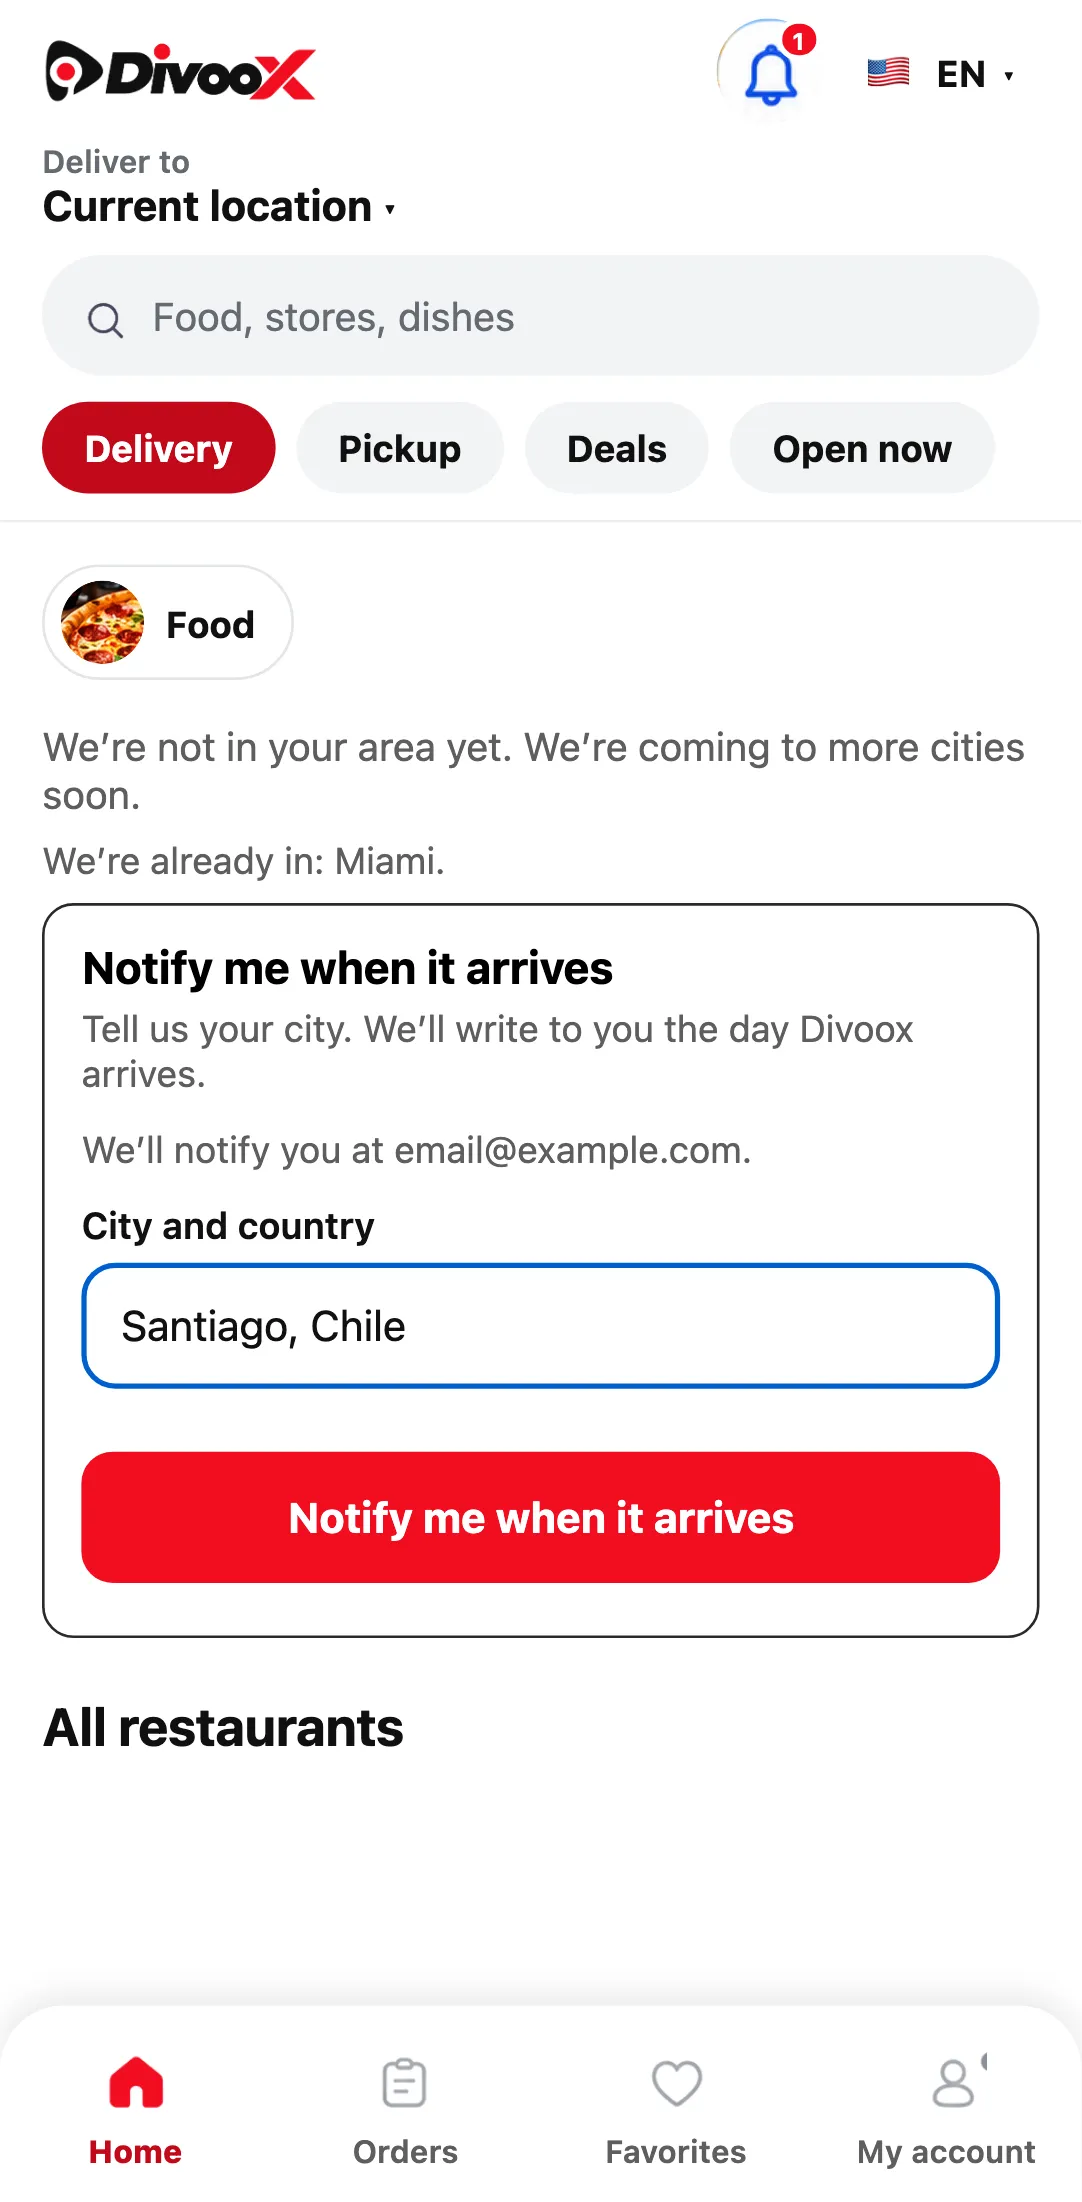 DivooX
1
EN
Deliver to
Current location
Food, stores, dishes
Delivery
Pickup
Deals
Open now
Food
We're not in your area yet. We're coming to more cities
soon.
We're already in: Miami.
Notify me when it arrives
Tell us your city. We'll write to you the day Divoox
arrives.
We'll notify you at email@example.com.
City and country
Santiago, Chile
Notify me when it arrives
All restaurants
Home
Orders
Favorites
My account